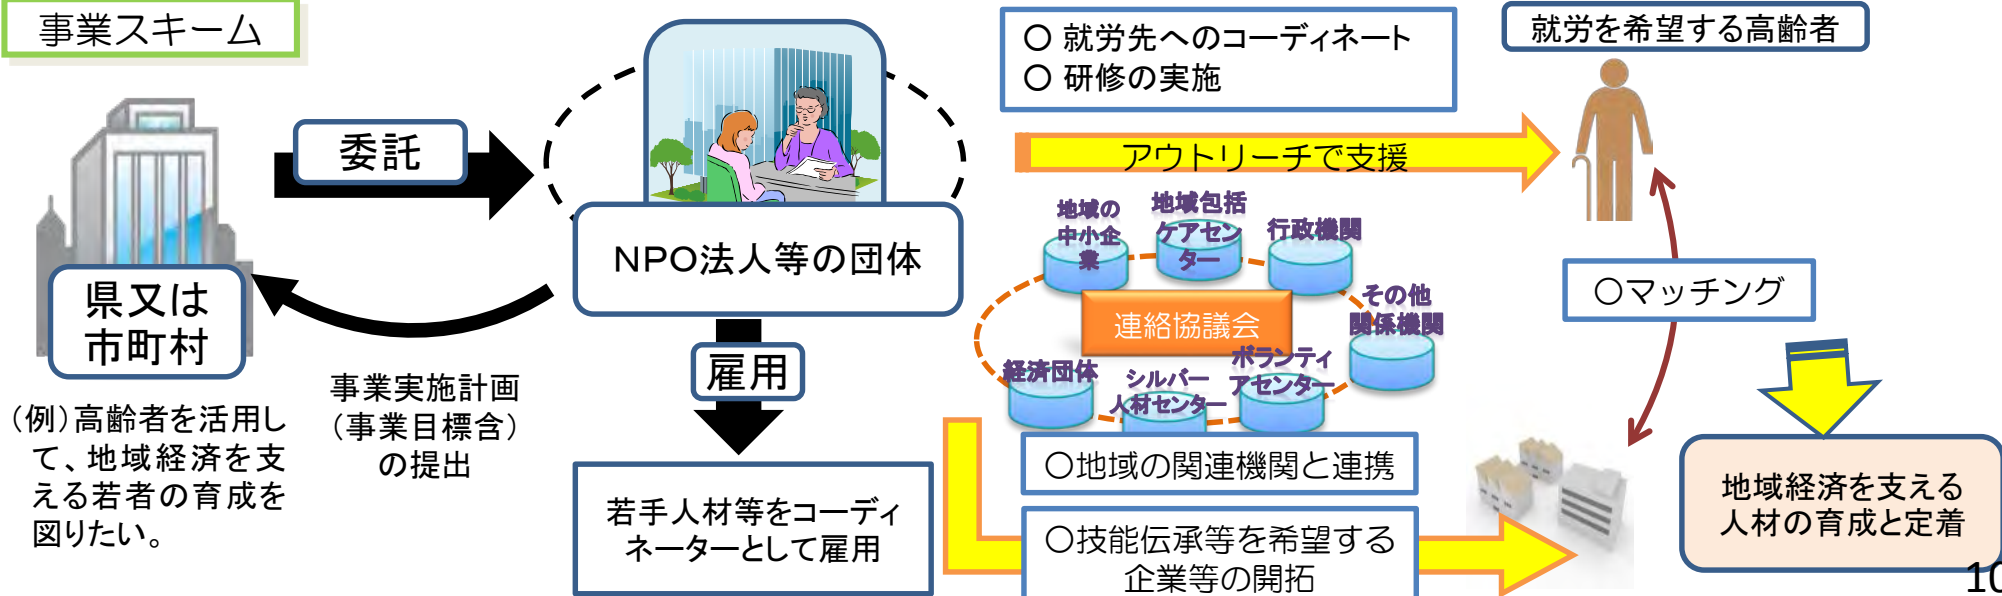 事業スキーム
委託
県又は
市町村
(例)高齢者を活用し
て、地域経済を支
える若者の育成を
図りたい。
事業実施計画
(事業目標含)
の提出
NPO法人等の団体
雇用
若手人材等をコーディ
ネーターとして雇用
○ 就労先へのコーディネート
○ 研修の実施
アウトリーチで支援
就労を希望する高齢者
地域の
中小企
業
地域包括
ケアセン
ター
行政機関
その他
関係機関
連絡協議会
経済団体
シルバー
人材センター
ボランティ
アセンター
○マッチング
○地域の関連機関と連携
○技能伝承等を希望する
企業等の開拓
地域経済を支える
人材の育成と定着
10